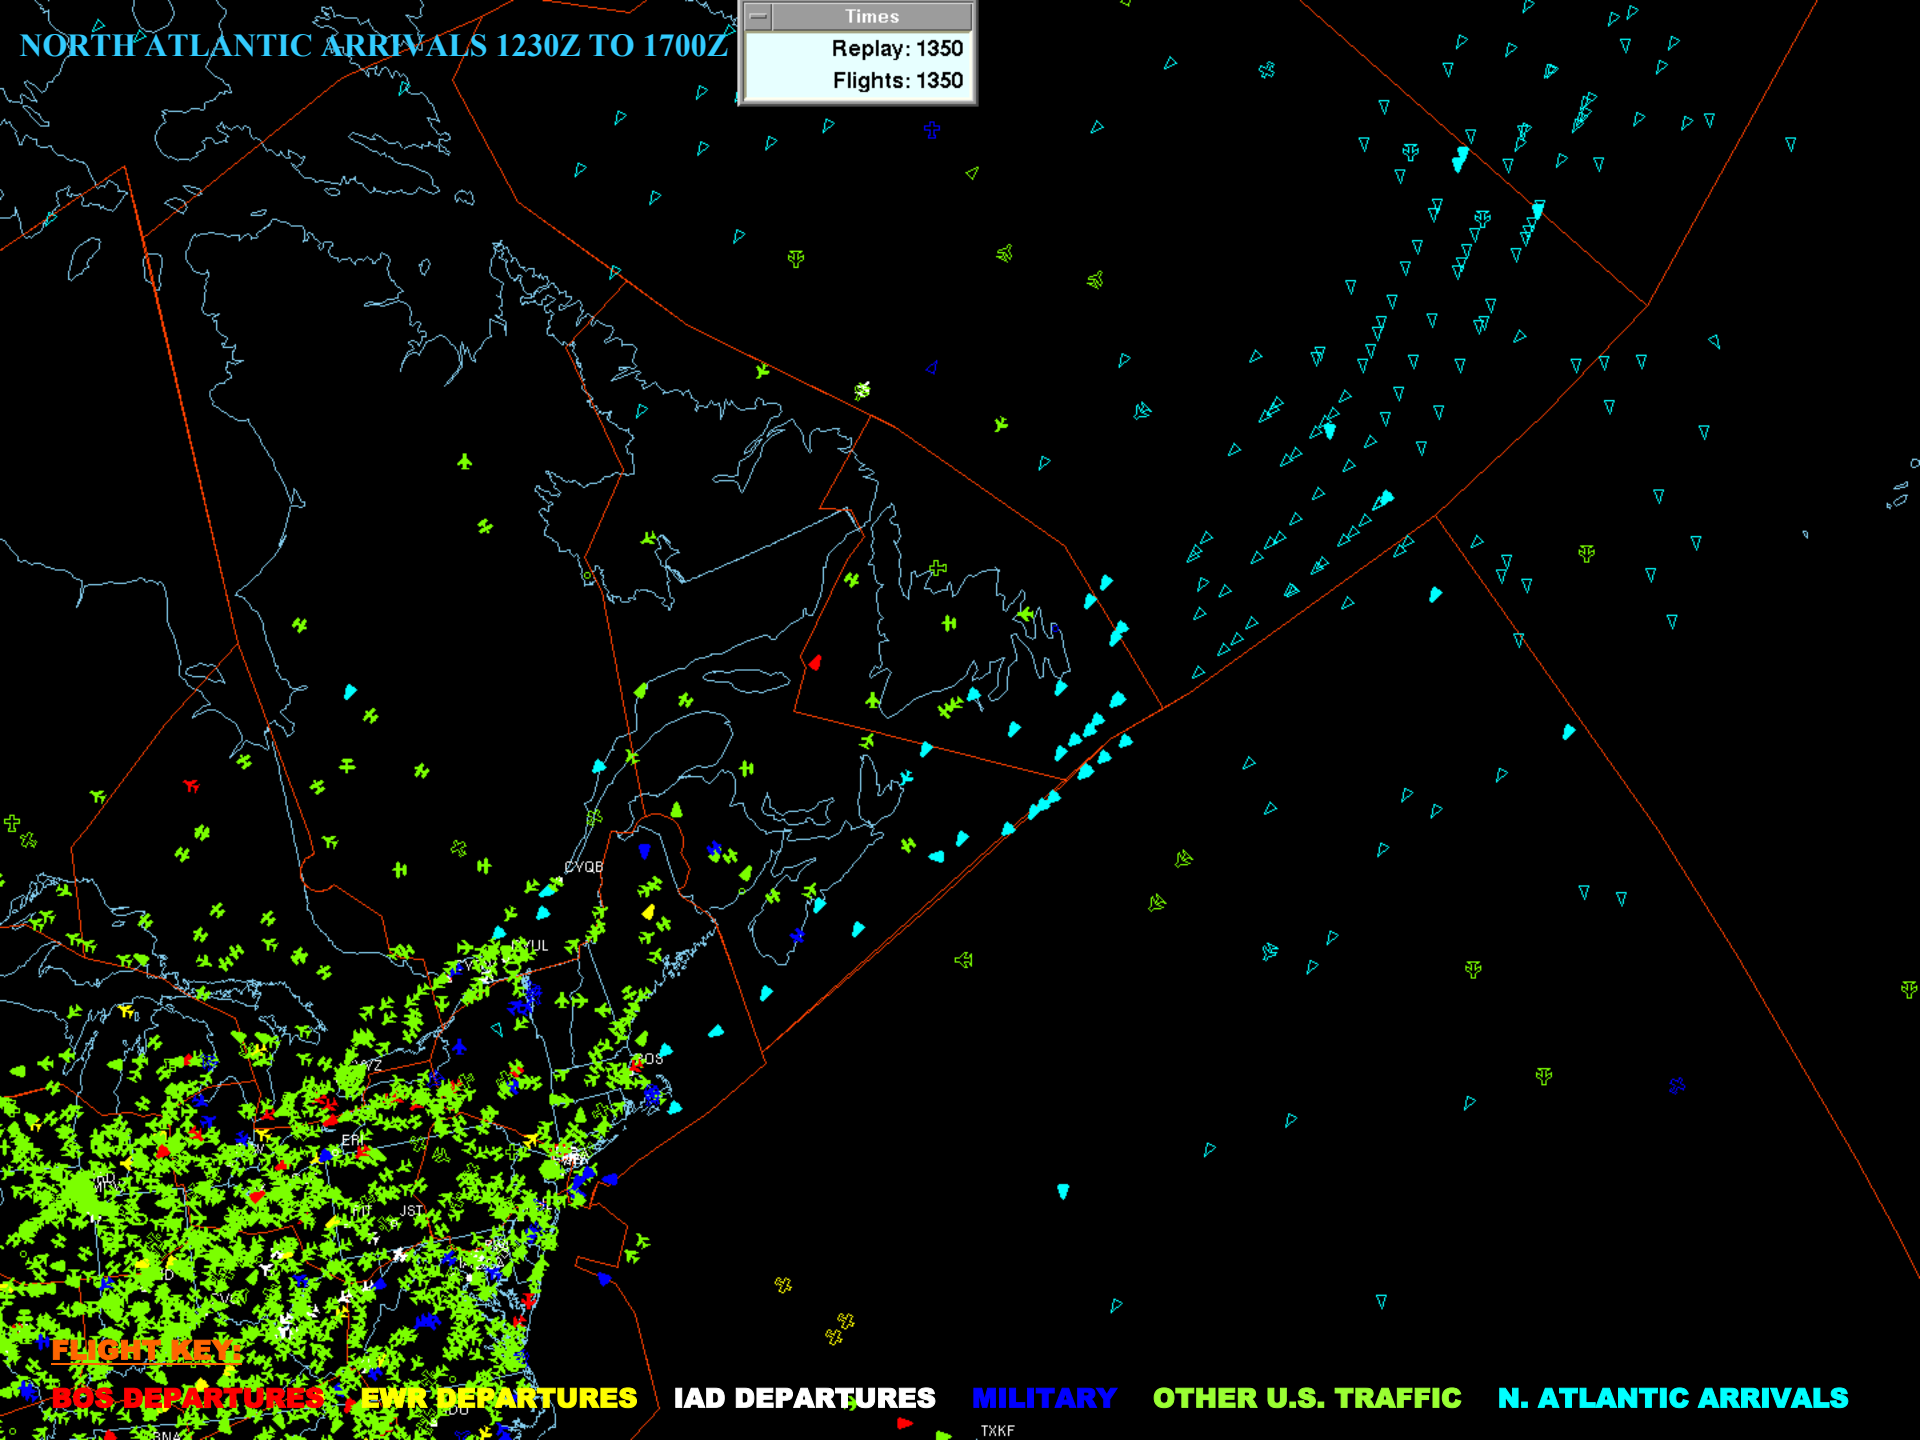 NORTH ATLANTIC ARRIVALS 1230Z TO 1700Z
Times
Replay: 1350
Flights: 1350
CYQB
JST
FLIGHT KEY:
BOS DEPARTURES EWR DEPARTURES IAD DEPARTURES MILITARY OTHER U.S. TRAFFIC N. ATLANTIC ARRIVALS
TXKF